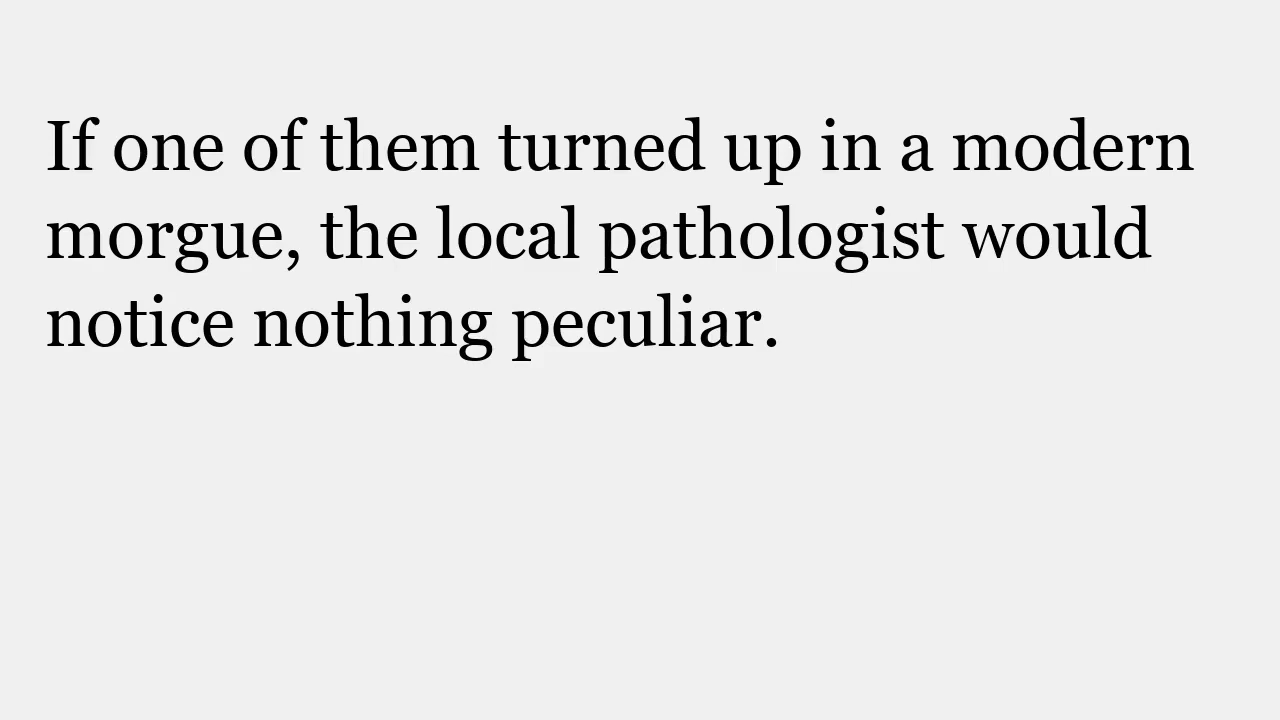 If one of them turned up in a modern
morgue, the local pathologist would
notice nothing peculiar.